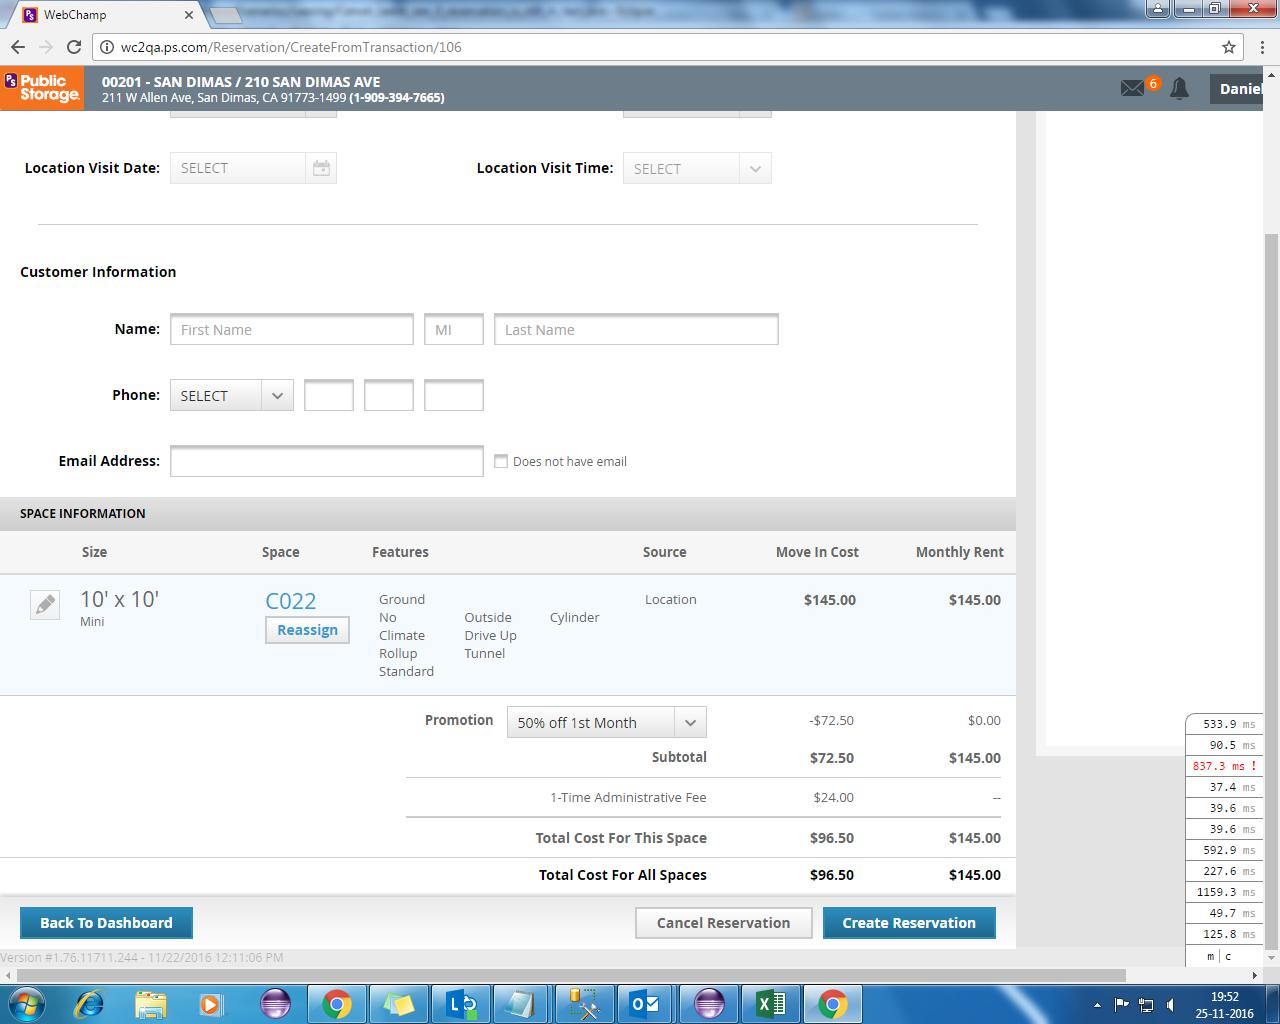 WebChamp
wc2qa.ps.com/Reservation/CreateFromTransaction/106
PS Public Storage.
00201 - SAN DIMAS / 210 SAN DIMAS AVE
211 W Allen Ave, San Dimas, CA 91773-1499 (1-909-394-7665)
6
Daniel
Location Visit Date: SELECT Location Visit Time: SELECT
Customer Information
Name: First Name MI Last Name
Phone: SELECT
Email Address: Does not have email
SPACE INFORMATION
Size Space Features Source Move In Cost Monthly Rent
10' x 10' C022 Ground Location $145.00 $145.00
Mini Reassign No Outside Cylinder
Climate Drive Up
Rollup Tunnel
Standard
Promotion 50% off 1st Month -$72.50 $0.00
Subtotal $72.50 $145.00
1-Time Administrative Fee $24.00 --
Total Cost For This Space $96.50 $145.00
Total Cost For All Spaces $96.50 $145.00
Back To Dashboard Cancel Reservation Create Reservation
Version #1.76.11711.244 - 11/22/2016 12:11:06 PM
533.9 ms
90.5 ms
837.3 ms !
37.4 ms
39.6 ms
39.6 ms
592.9 ms
227.6 ms
1159.3 ms
49.7 ms
125.8 ms
m | c
19:52
25-11-2016